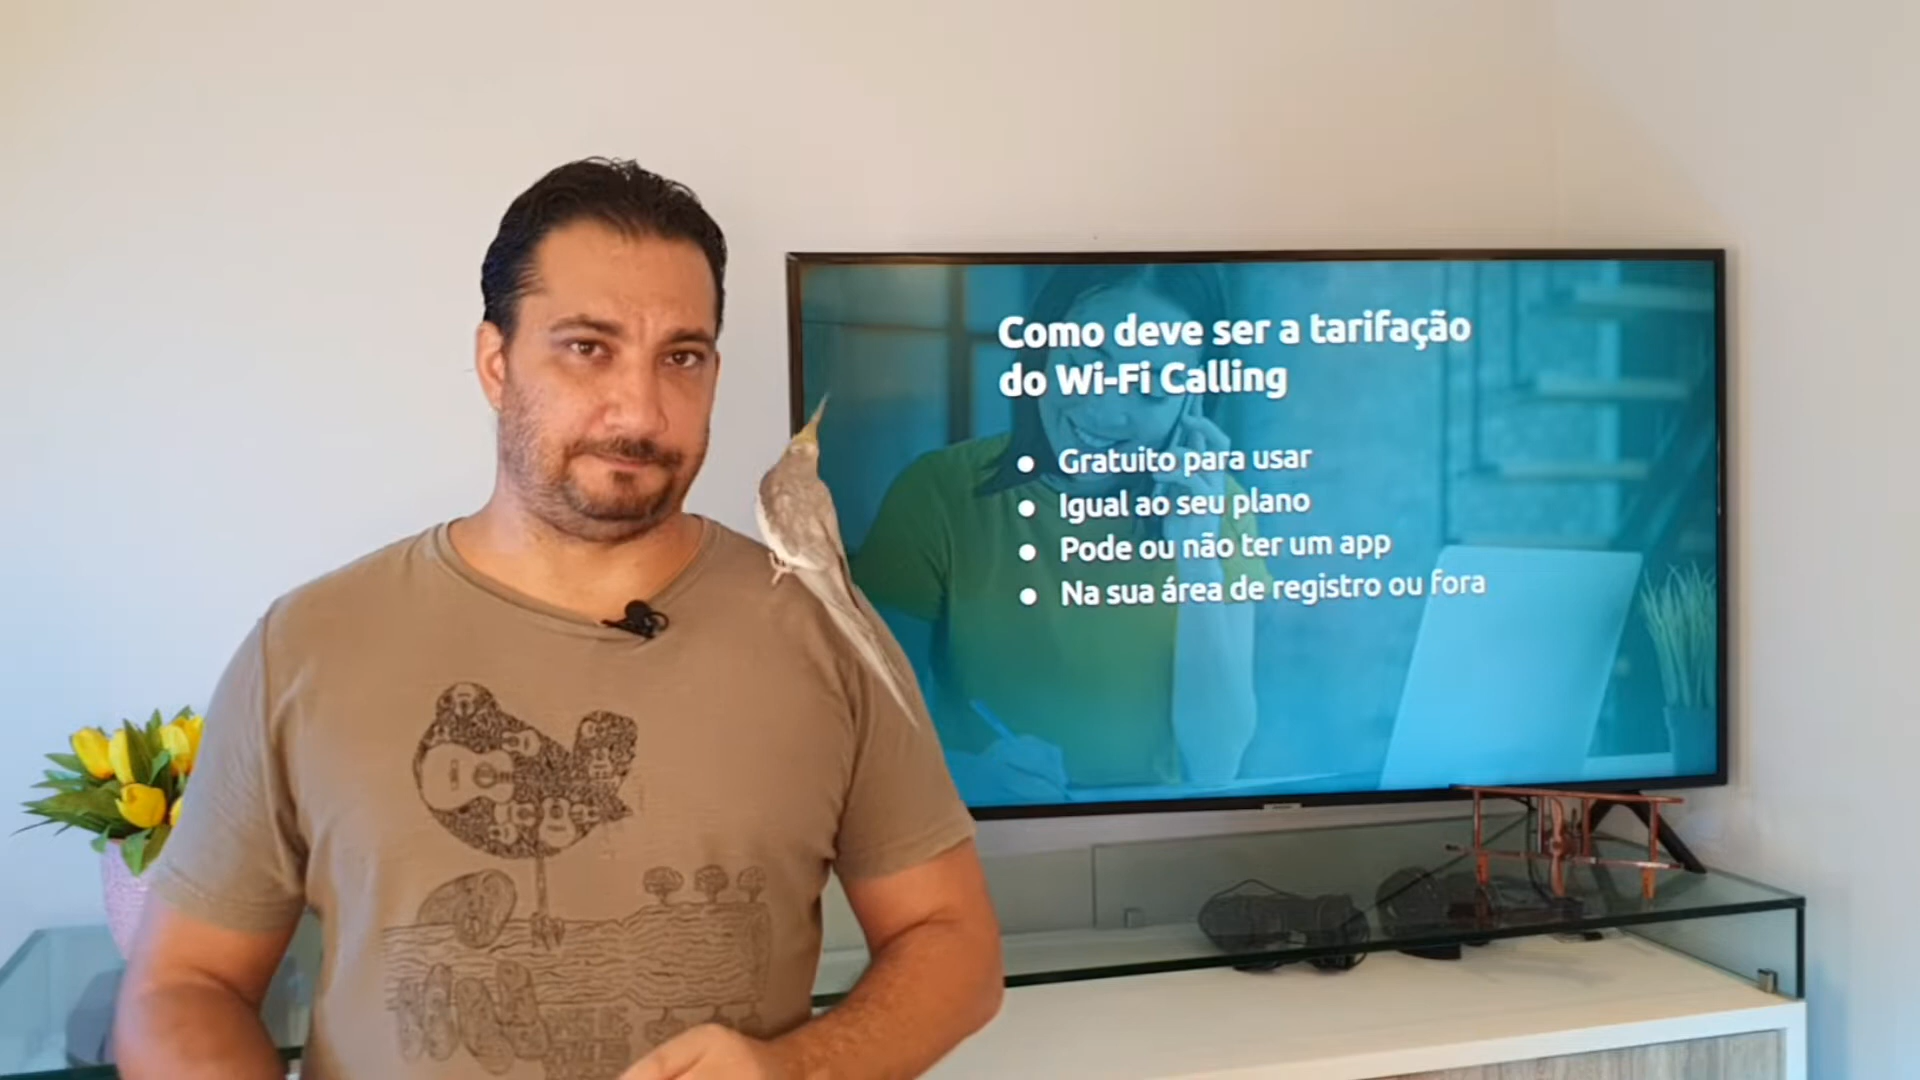 Como deve ser a tarifação
do Wi-Fi Calling
● Gratuito para usar
● Igual ao seu plano
● Pode ou não ter um app
● Na sua área de registro ou fora